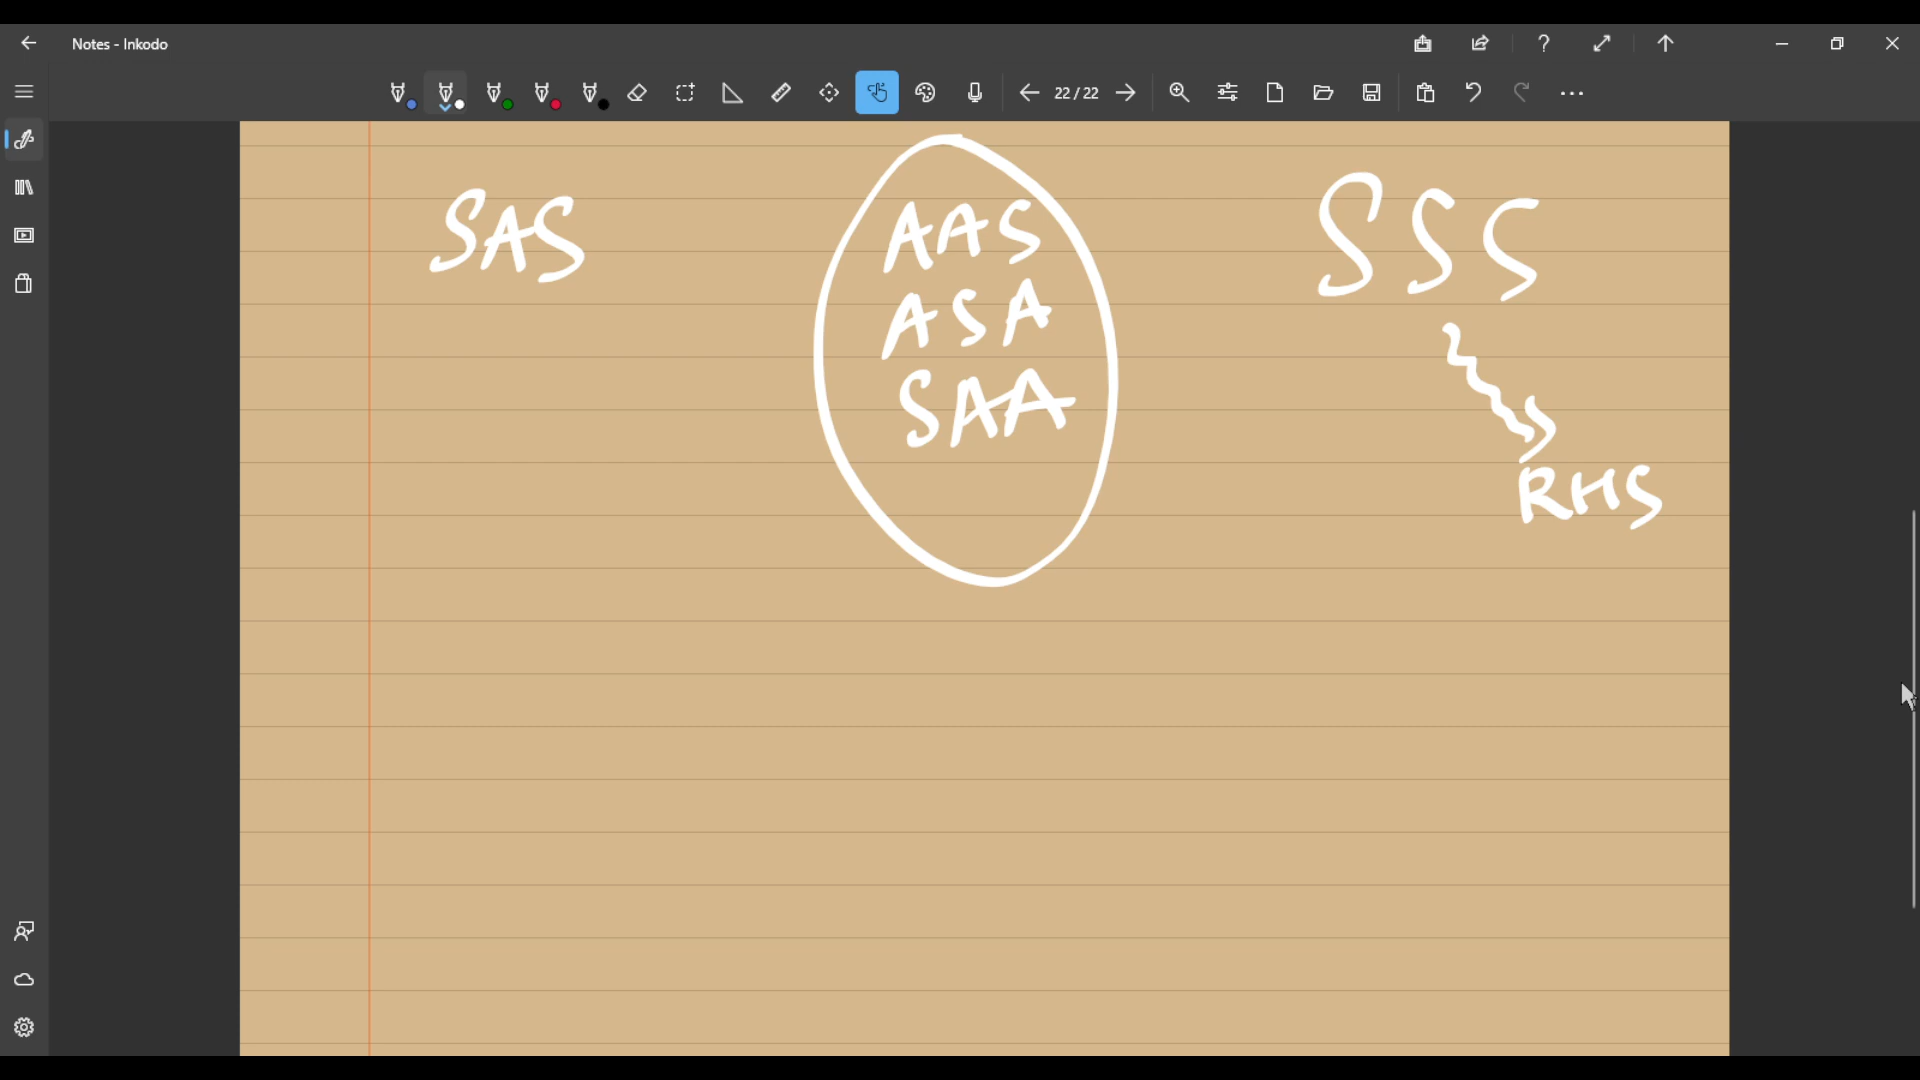 Notes - Inkodo
22 / 22
SAS
AAS
ASA
SAA
SSS
RHS